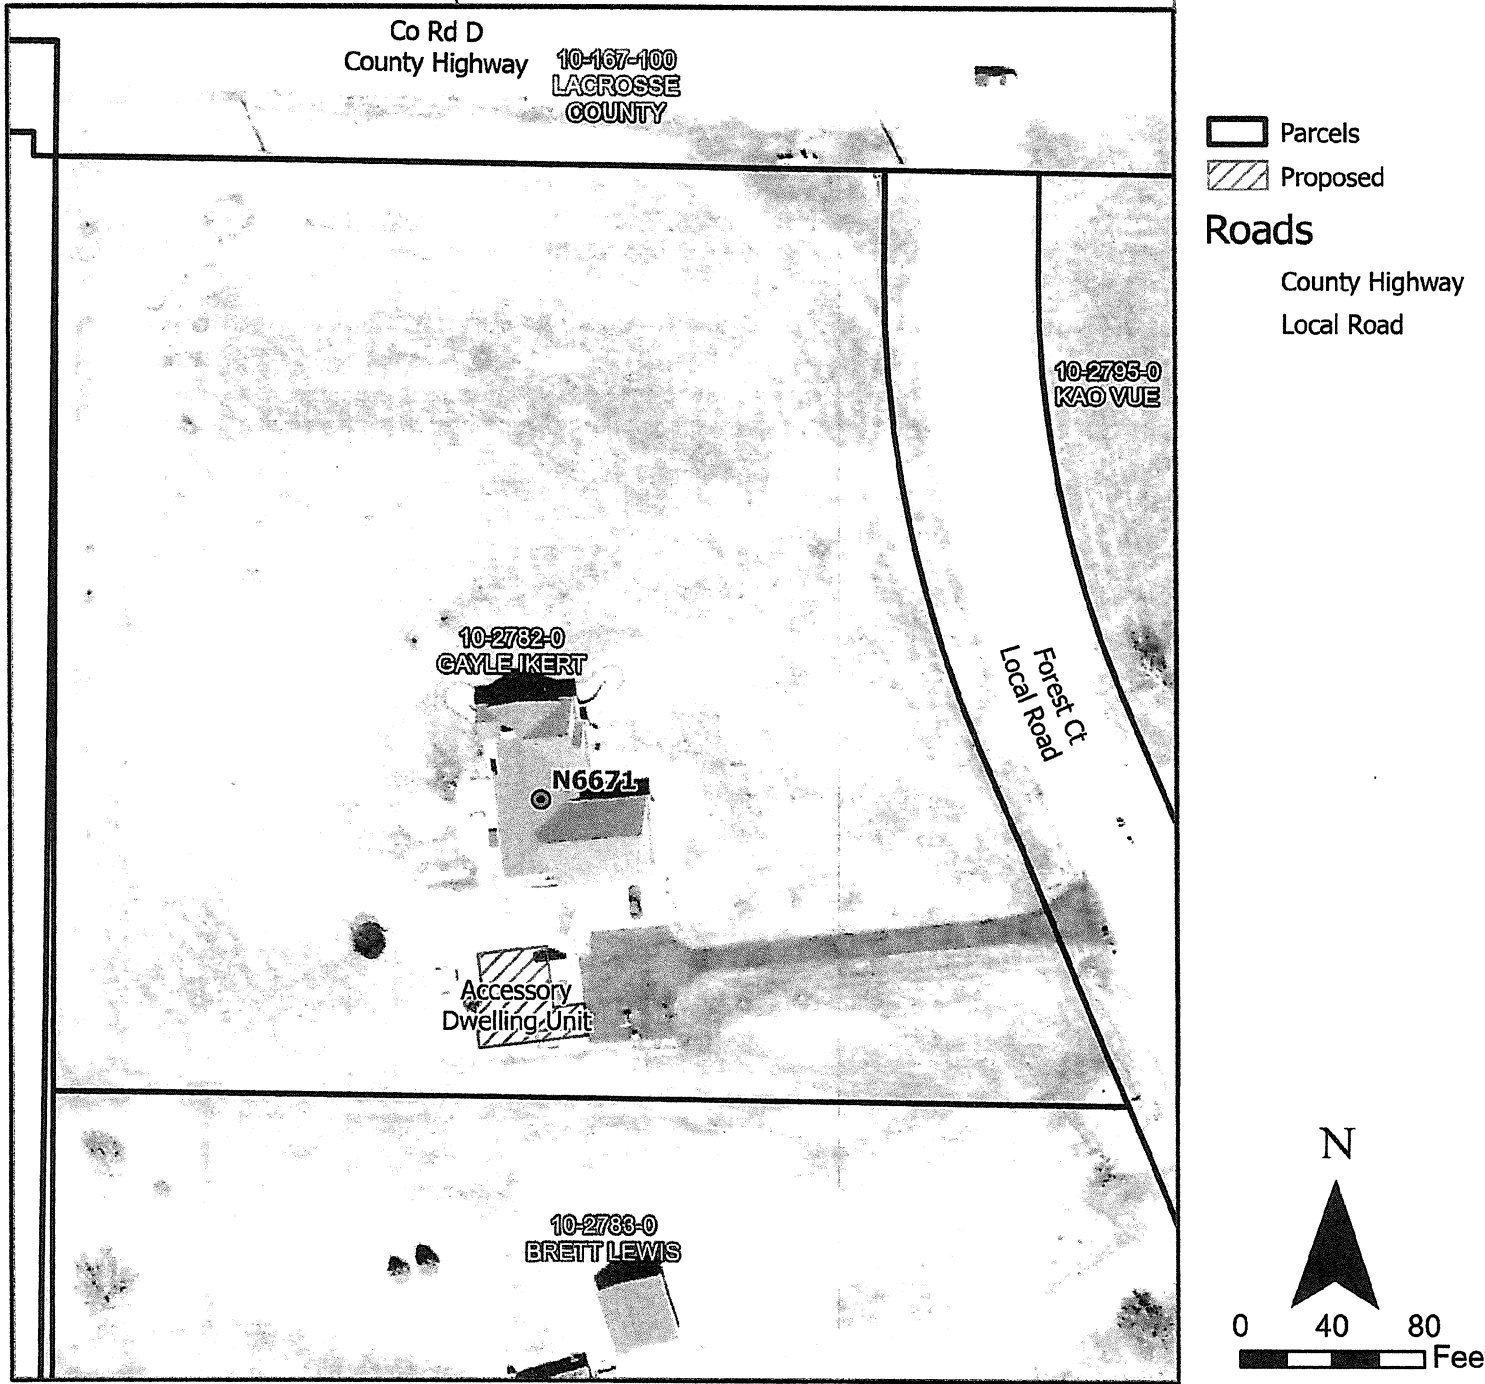 Co Rd D
County Highway
10-167-100
LACROSSE
COUNTY
Parcels
Proposed
Roads
County Highway
Local Road
10-2795-0
KAO VUE
10-2782-0
GAYLE IKERT
Forest Ct
Local Road
N6671
Accessory
Dwelling Unit
10-2783-0
BRETT LEWIS
N
0 40 80
Fee